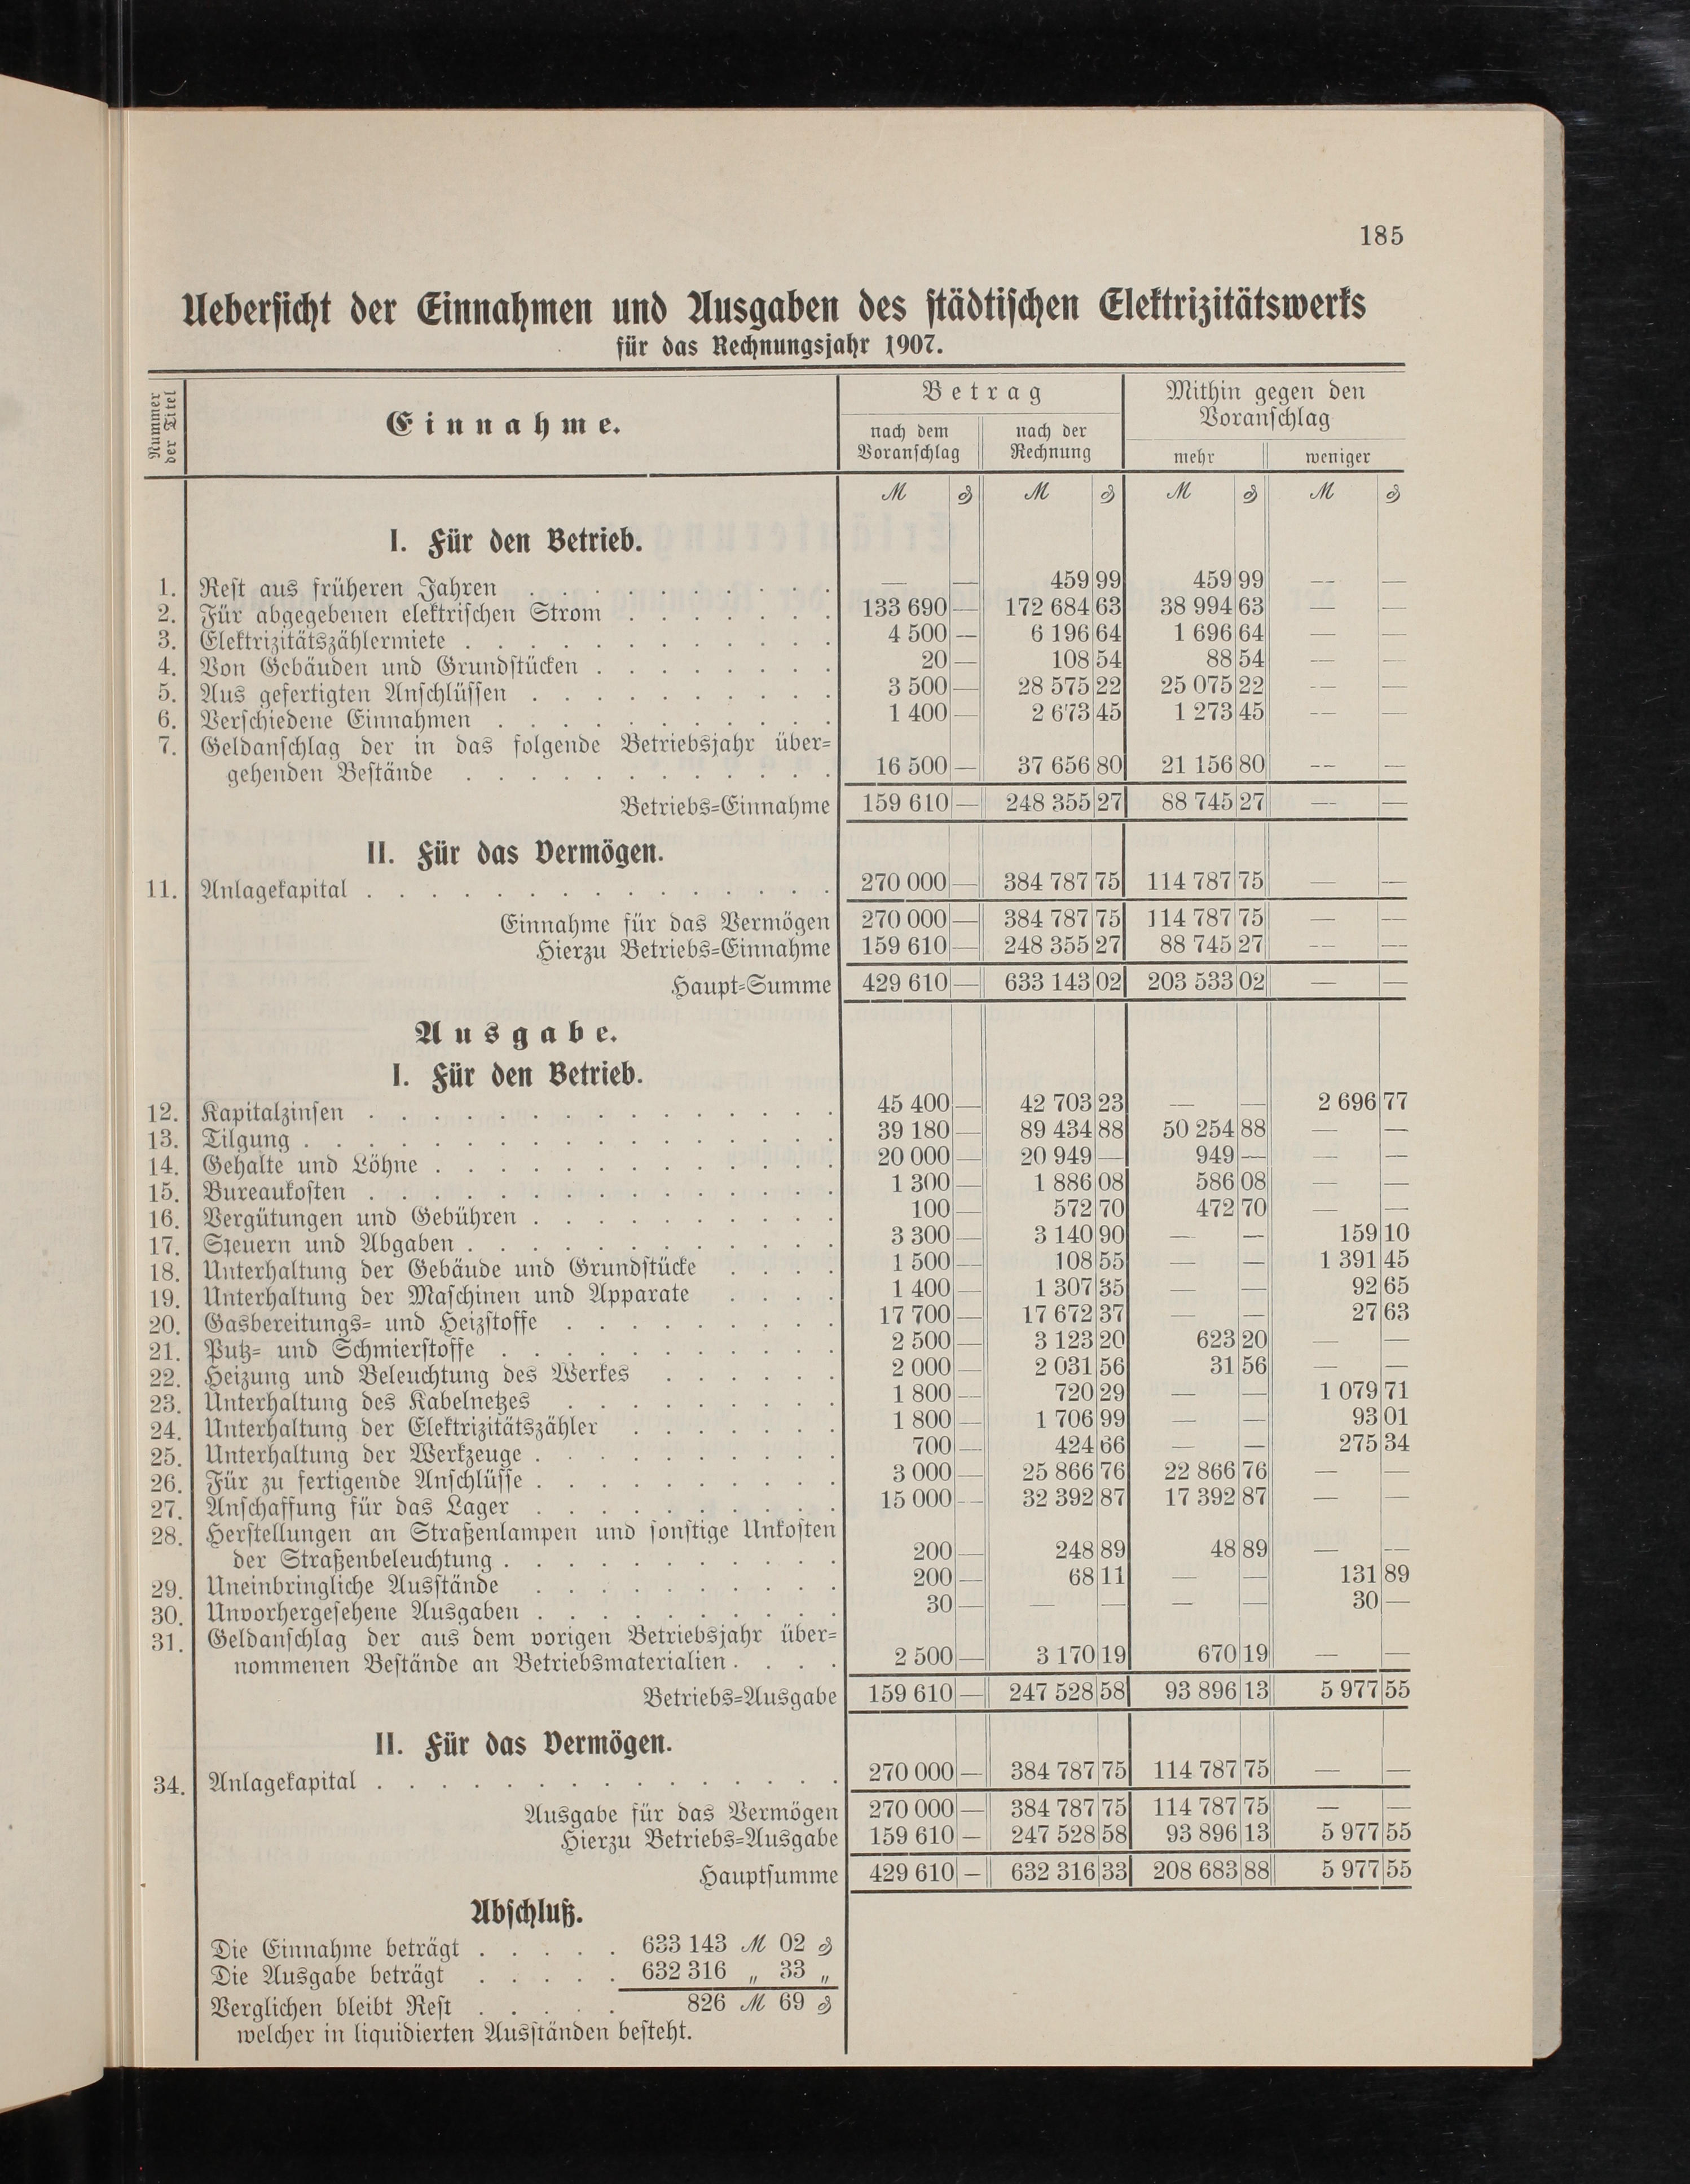 185
Uebersicht der Einnahmen und Ausgaben des städtischen Elektrizitätswerks
für das Rechnungsjahr 1907.
Nummer der Titel
Einnahme.
Betrag
Mithin gegen den Voranschlag
nach dem Voranschlag
nach der Rechnung
mehr
weniger
ℳ ₰ ℳ ₰ ℳ ₰ ℳ ₰
I. Für den Betrieb.
1. Rest aus früheren Jahren . . . — — 459 99 459 99 — —
2. Für abgegebenen elektrischen Strom . . . 133 690 — 172 684 63 38 994 63 — —
3. Elektrizitätszählermiete . . . 4 500 — 6 196 64 1 696 64 — —
4. Von Gebäuden und Grundstücken . . . 20 — 108 54 88 54 — —
5. Aus gefertigten Anschlüssen . . . 3 500 — 28 575 22 25 075 22 — —
6. Verschiedene Einnahmen . . . 1 400 — 2 673 45 1 273 45 — —
7. Geldanschlag der in das folgende Betriebsjahr über=
gehenden Bestände . . . 16 500 — 37 656 80 21 156 80 — —
Betriebs=Einnahme 159 610 — 248 355 27 88 745 27 — —
II. Für das Vermögen.
11. Anlagekapital . . . 270 000 — 384 787 75 114 787 75 — —
Einnahme für das Vermögen 270 000 — 384 787 75 114 787 75 — —
Hierzu Betriebs=Einnahme 159 610 — 248 355 27 88 745 27 — —
Haupt=Summe 429 610 — 633 143 02 203 533 02 — —
Ausgabe.
I. Für den Betrieb.
12. Kapitalzinsen . . . 45 400 — 42 703 23 — — 2 696 77
13. Tilgung . . . 39 180 — 89 434 88 50 254 88 — —
14. Gehalte und Löhne . . . 20 000 — 20 949 — 949 — — —
15. Bureaukosten . . . 1 300 — 1 886 08 586 08 — —
16. Vergütungen und Gebühren . . . 100 — 572 70 472 70 — —
17. Steuern und Abgaben . . . 3 300 — 3 140 90 — — 159 10
18. Unterhaltung der Gebäude und Grundstücke . . . 1 500 — 108 55 — — 1 391 45
19. Unterhaltung der Maschinen und Apparate . . . 1 400 — 1 307 35 — — 92 65
20. Gasbereitungs= und Heizstoffe . . . 17 700 — 17 672 37 — — 27 63
21. Putz= und Schmierstoffe . . . 2 500 — 3 123 20 623 20 — —
22. Heizung und Beleuchtung des Werkes . . . 2 000 — 2 031 56 31 56 — —
23. Unterhaltung des Kabelnetzes . . . 1 800 — 720 29 — — 1 079 71
24. Unterhaltung der Elektrizitätszähler . . . 1 800 — 1 706 99 — — 93 01
25. Unterhaltung der Werkzeuge . . . 700 — 424 66 — — 275 34
26. Für zu fertigende Anschlüsse . . . 3 000 — 25 866 76 22 866 76 — —
27. Anschaffung für das Lager . . . 15 000 — 32 392 87 17 392 87 — —
28. Herstellungen an Straßenlampen und sonstige Unkosten
der Straßenbeleuchtung . . . 200 — 248 89 48 89 — —
29. Uneinbringliche Ausstände . . . 200 — 68 11 — — 131 89
30. Unvorhergesehene Ausgaben . . . 30 — — — — — 30 —
31. Geldanschlag der aus dem vorigen Betriebsjahr über=
nommenen Bestände an Betriebsmaterialien . . . 2 500 — 3 170 19 670 19 — —
Betriebs=Ausgabe 159 610 — 247 528 58 93 896 13 5 977 55
II. Für das Vermögen.
34. Anlagekapital . . . 270 000 — 384 787 75 114 787 75 — —
Ausgabe für das Vermögen 270 000 — 384 787 75 114 787 75 — —
Hierzu Betriebs=Ausgabe 159 610 — 247 528 58 93 896 13 5 977 55
Hauptsumme 429 610 — 632 316 33 208 683 88 5 977 55
Abschluß.
Die Einnahme beträgt . . . . . 633 143 ℳ 02 ₰
Die Ausgabe beträgt . . . . . 632 316 „ 33 „
Verglichen bleibt Rest . . . . . 826 ℳ 69 ₰
welcher in liquidierten Ausständen besteht.